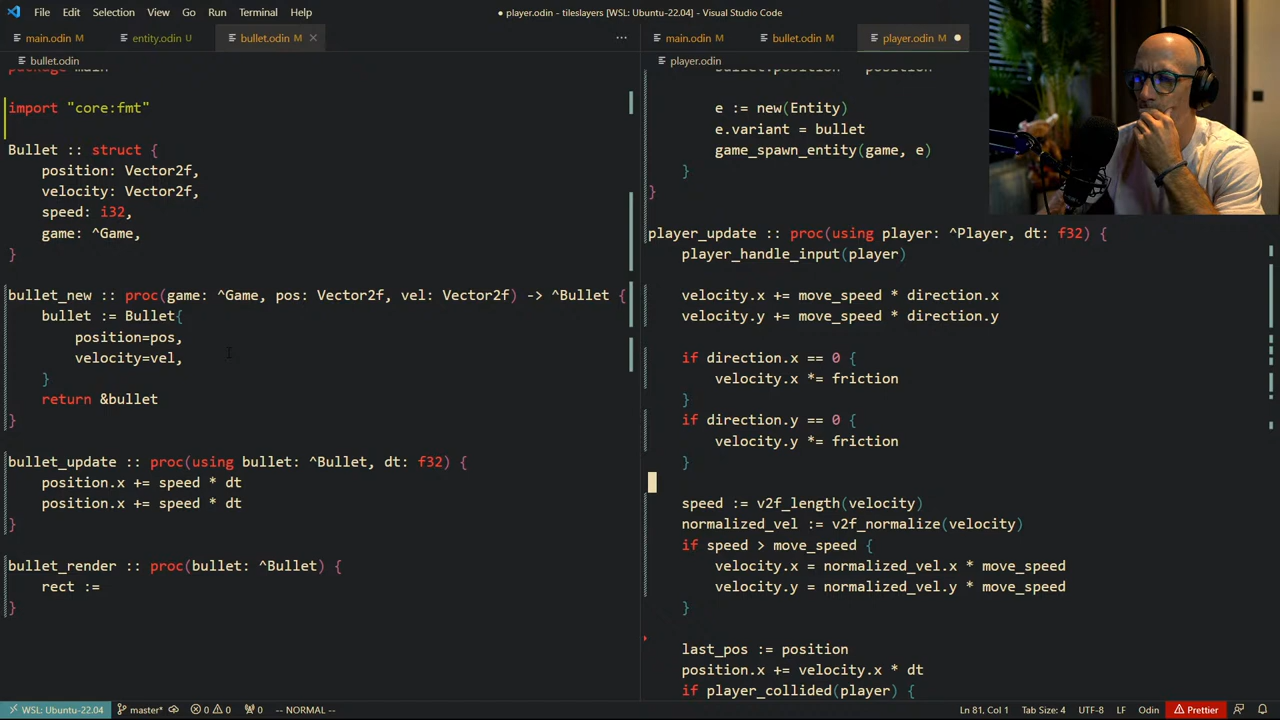 File Edit Selection View Go Run Terminal Help
● player.odin - tileslayers [WSL: Ubuntu-22.04] - Visual Studio Code
main.odin M entity.odin U bullet.odin M
bullet.odin
package main
import "core:fmt"
Bullet :: struct {
position: Vector2f,
velocity: Vector2f,
speed: i32,
game: ^Game,
}
bullet_new :: proc(game: ^Game, pos: Vector2f, vel: Vector2f) -> ^Bullet {
bullet := Bullet{
position=pos,
velocity=vel,
}
return &bullet
}
bullet_update :: proc(using bullet: ^Bullet, dt: f32) {
position.x += speed * dt
position.x += speed * dt
}
bullet_render :: proc(bullet: ^Bullet) {
rect :=
}
main.odin M bullet.odin M player.odin M ●
player.odin
bullet.position = position
e := new(Entity)
e.variant = bullet
game_spawn_entity(game, e)
}
}
player_update :: proc(using player: ^Player, dt: f32) {
player_handle_input(player)
velocity.x += move_speed * direction.x
velocity.y += move_speed * direction.y
if direction.x == 0 {
velocity.x *= friction
}
if direction.y == 0 {
velocity.y *= friction
}
speed := v2f_length(velocity)
normalized_vel := v2f_normalize(velocity)
if speed > move_speed {
velocity.x = normalized_vel.x * move_speed
velocity.y = normalized_vel.y * move_speed
}
last_pos := position
position.x += velocity.x * dt
if player_collided(player) {
WSL: Ubuntu-22.04 master* 0 0 0 -- NORMAL -- Ln 81, Col 1 Tab Size: 4 UTF-8 LF Odin Prettier